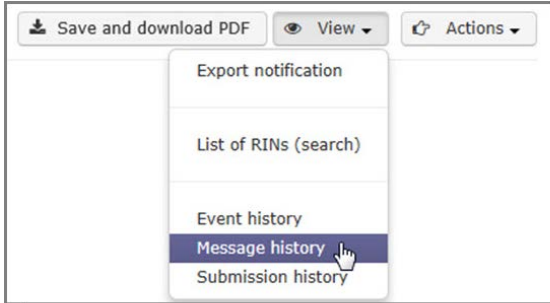 Save and download PDF View Actions
Export notification
List of RINs (search)
Event history
Message history
Submission history